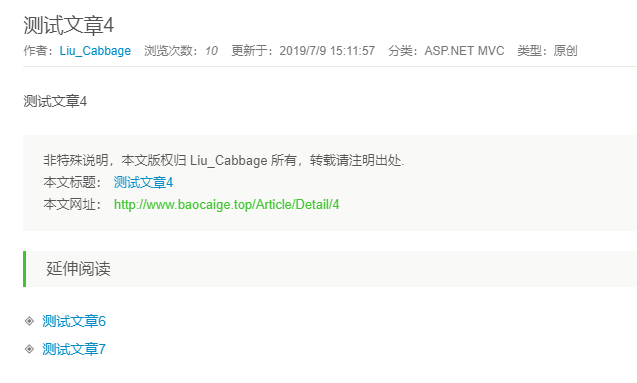 测试文章4
作者：Liu_Cabbage 浏览次数：10 更新于：2019/7/9 15:11:57 分类：ASP.NET MVC 类型：原创
测试文章4
非特殊说明，本文版权归 Liu_Cabbage 所有，转载请注明出处.
本文标题： 测试文章4
本文网址： http://www.baocaige.top/Article/Detail/4
延伸阅读
测试文章6
测试文章7